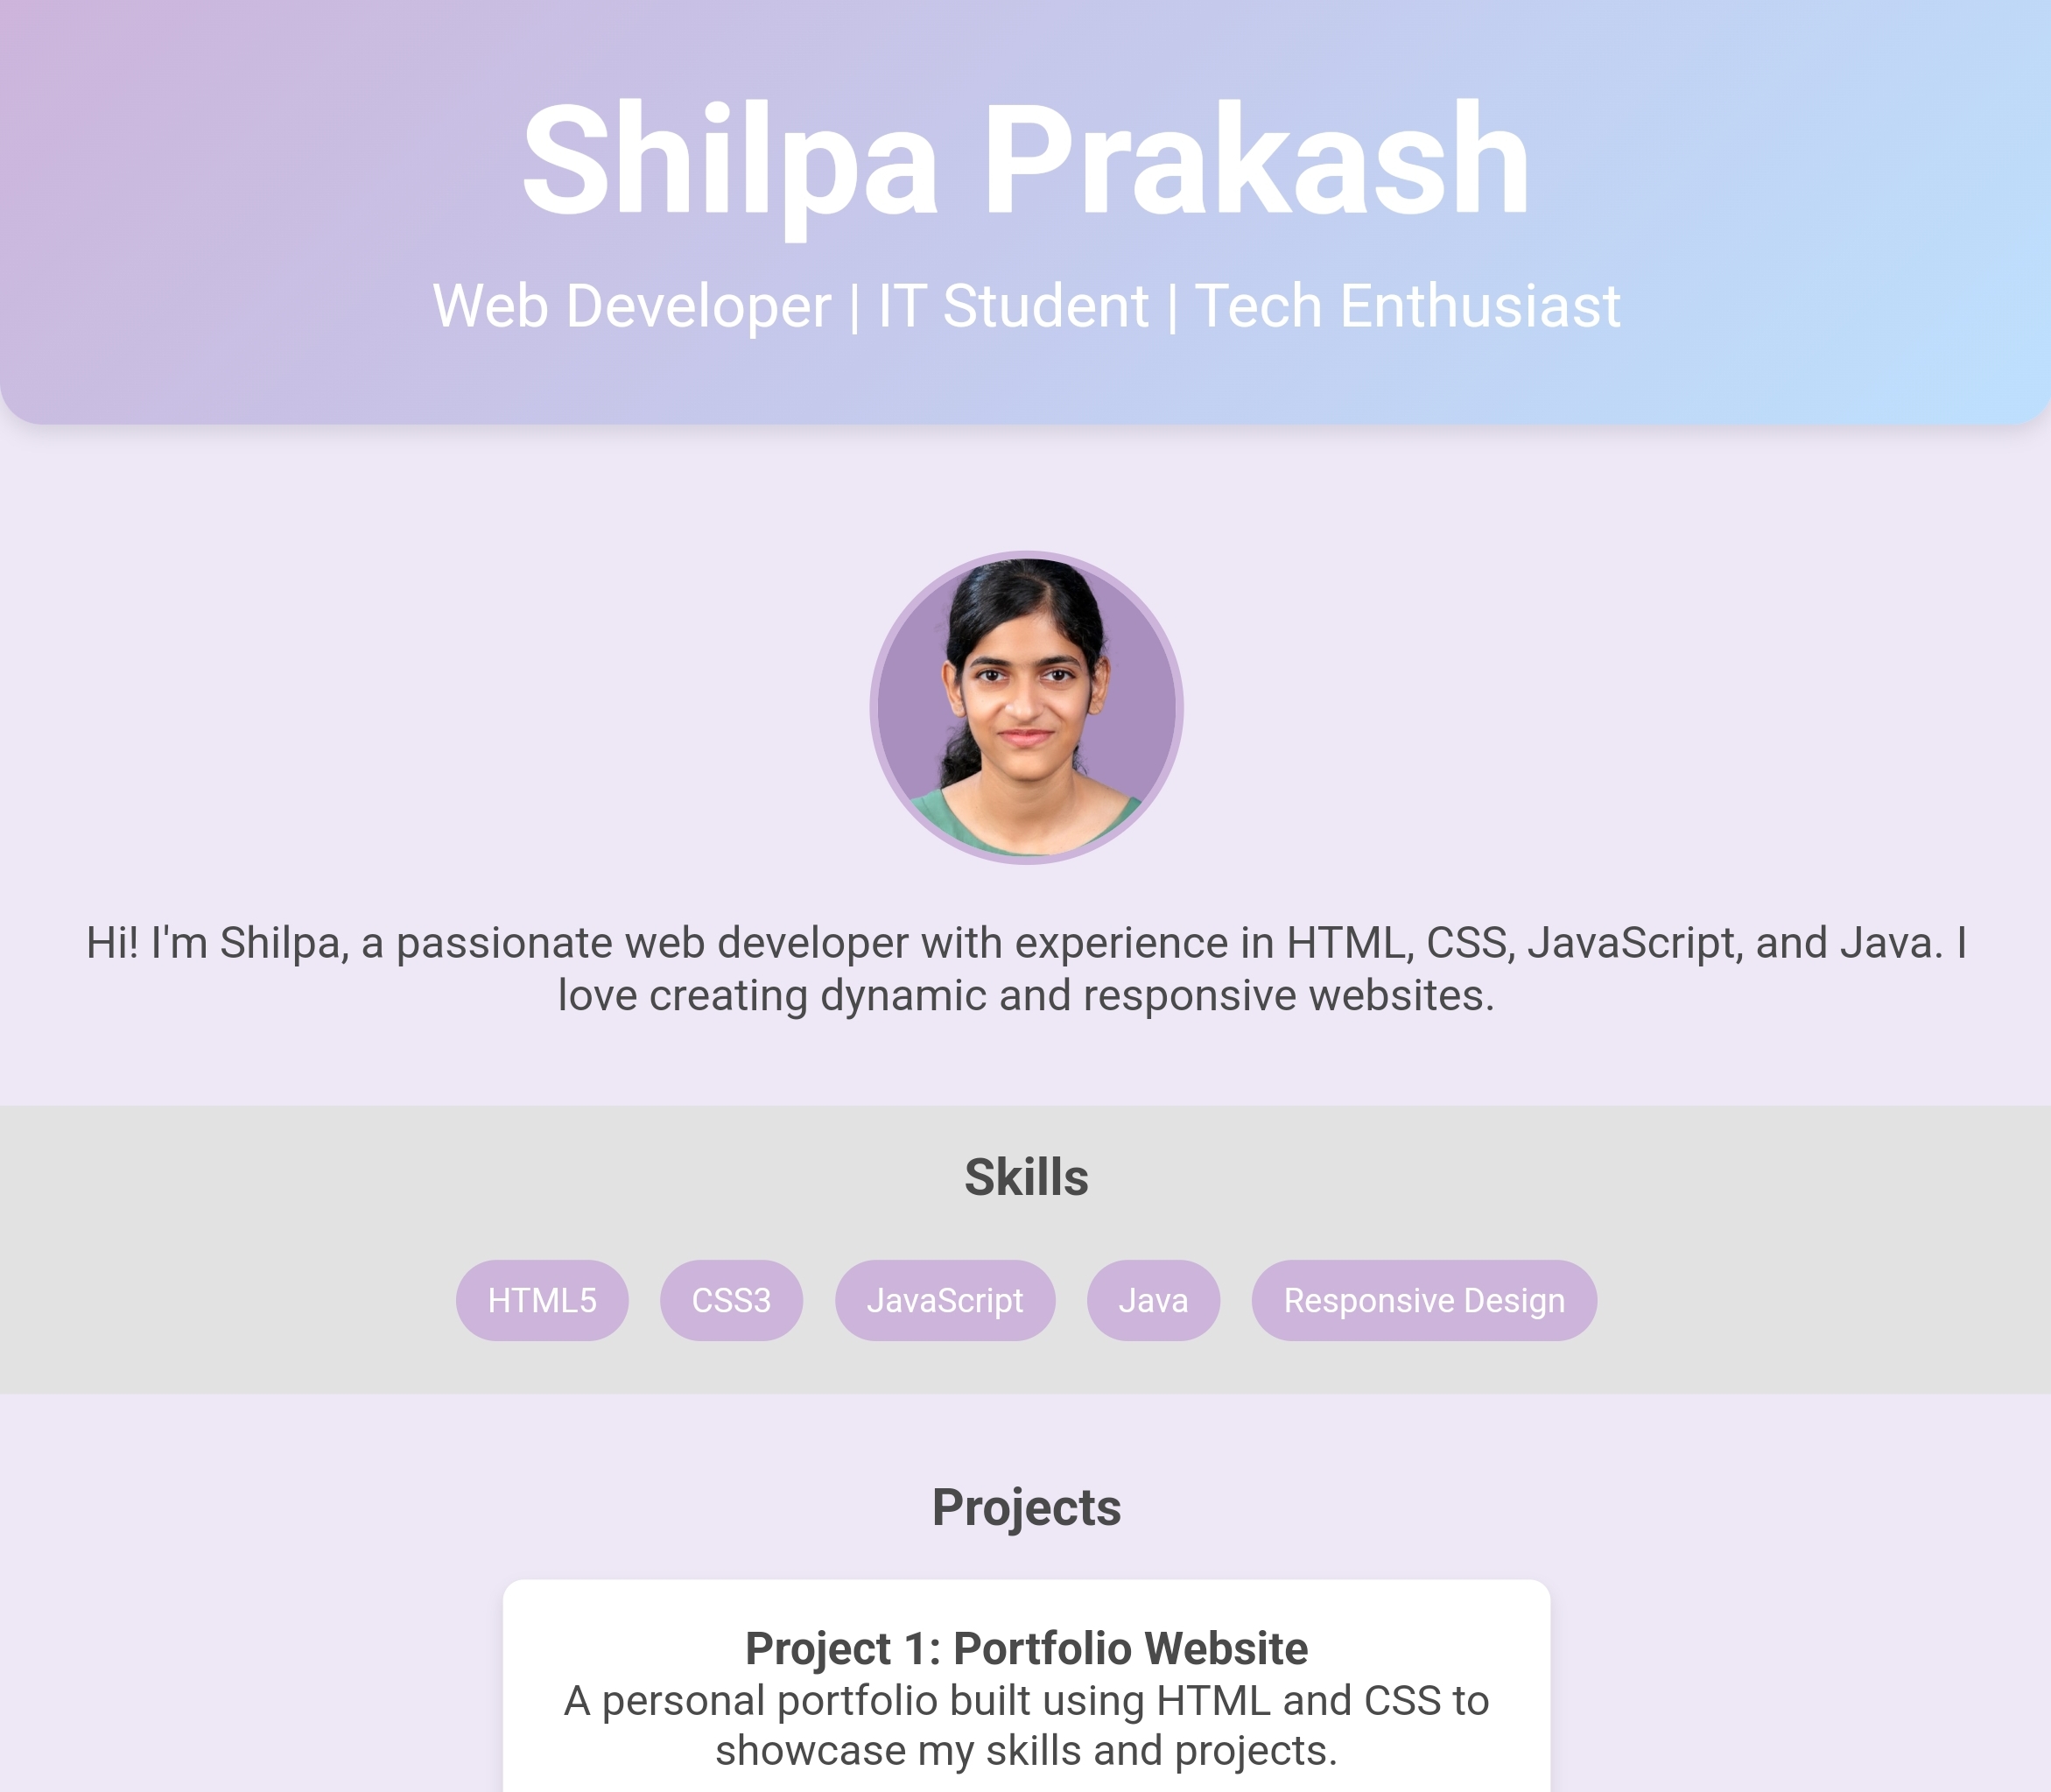 Shilpa Prakash
Web Developer | IT Student | Tech Enthusiast
Hi! I'm Shilpa, a passionate web developer with experience in HTML, CSS, JavaScript, and Java. I
love creating dynamic and responsive websites.
Skills
HTML5 CSS3 JavaScript Java Responsive Design
Projects
Project 1: Portfolio Website
A personal portfolio built using HTML and CSS to
showcase my skills and projects.